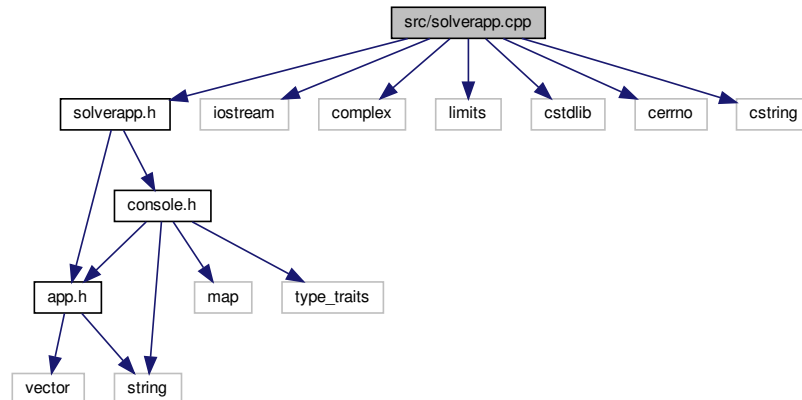 src/solverapp.cpp
solverapp.h
iostream
complex
limits
cstdlib
cerrno
cstring
console.h
app.h
map
type_traits
vector
string